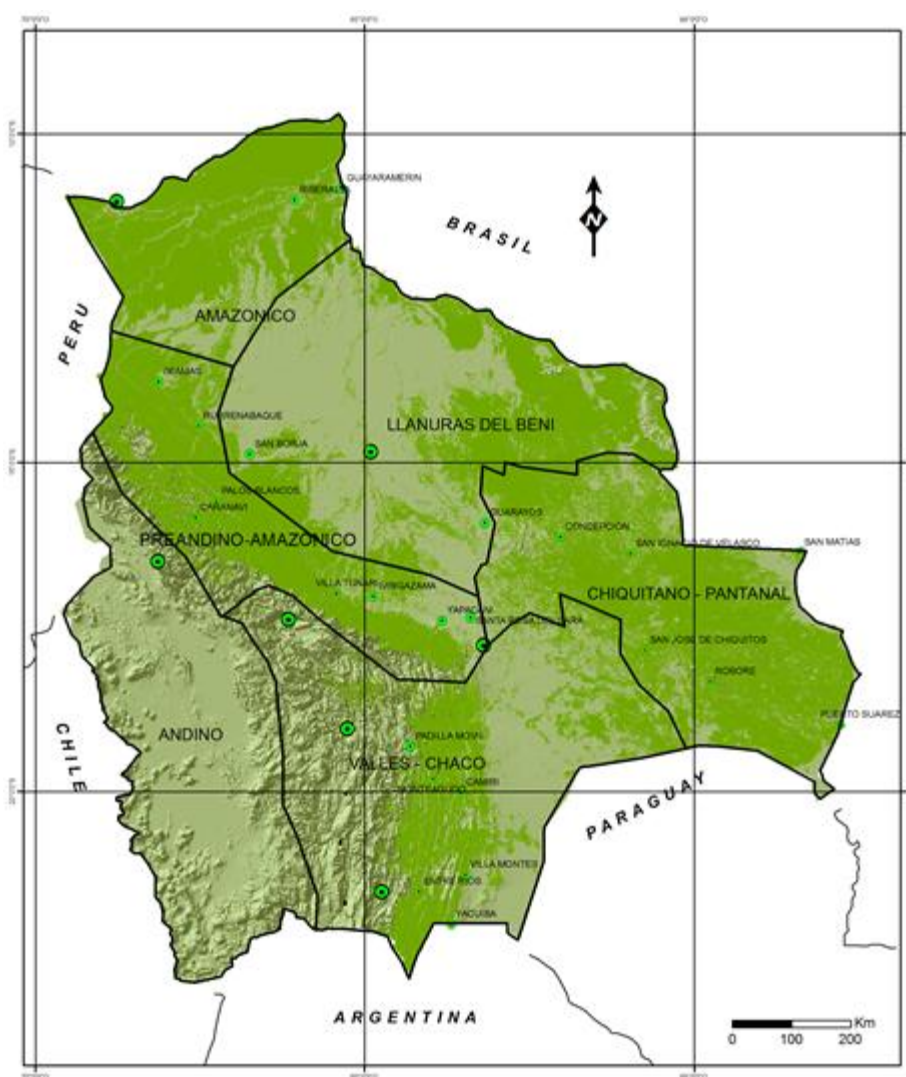 GUAYARAMERIN
RIBERALTA
BRASIL
N
PERU
AMAZONICO
RURRENABAQUE
LLANURAS DEL BENI
SAN BORJA
PALOS BLANCOS
CARANAVI
GUARAYOS
CONCEPCION
PREANDINO-AMAZONICO
SAN IGNACIO DE VELASCO
SAN MATIAS
VILLA TUNARI
IVIRGAZAMA
CHIQUITANO - PANTANAL
YAPACANI
SAN JOSE DE CHIQUITOS
ROBORE
PUERTO SUAREZ
CHILE
ANDINO
PADILLA
VALLES - CHACO
CAMIRI
PARAGUAY
VILLA MONTES
ENTRE RIOS
YACUIBA
ARGENTINA
Km
0 100 200